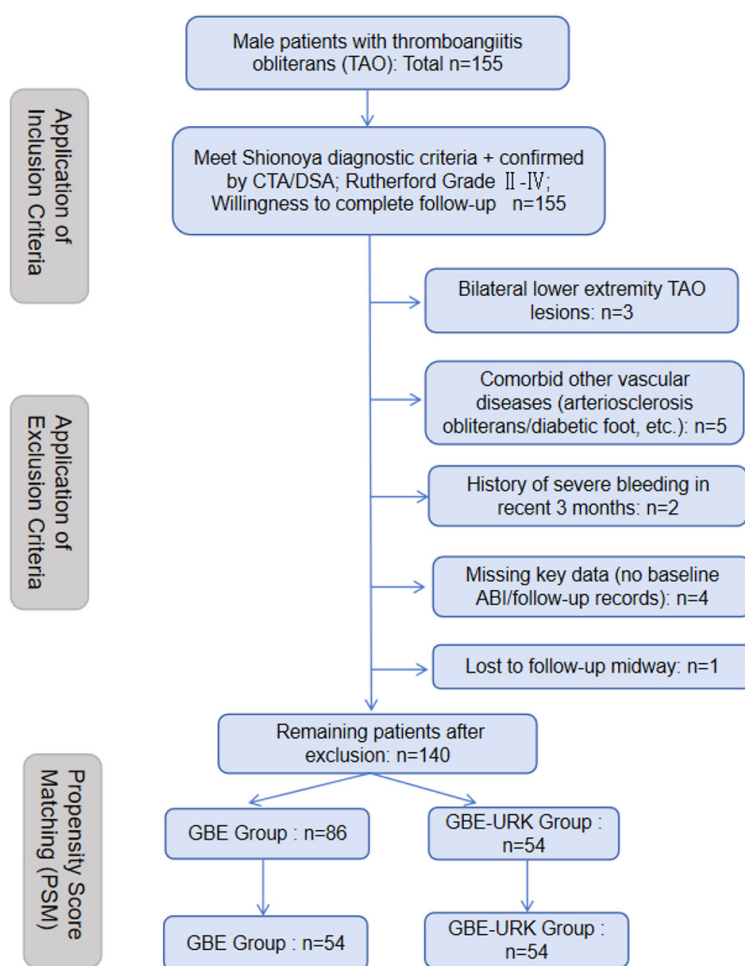 Male patients with thromboangiitis
obliterans (TAO): Total n=155
Application of
Inclusion Criteria
Meet Shionoya diagnostic criteria + confirmed
by CTA/DSA; Rutherford Grade Ⅱ-Ⅳ;
Willingness to complete follow-up n=155
Bilateral lower extremity TAO
lesions: n=3
Application of
Exclusion Criteria
Comorbid other vascular
diseases (arteriosclerosis
obliterans/diabetic foot, etc.): n=5
History of severe bleeding in
recent 3 months: n=2
Missing key data (no baseline
ABI/follow-up records): n=4
Lost to follow-up midway: n=1
Remaining patients after
exclusion: n=140
Propensity Score
Matching (PSM)
GBE Group : n=86
GBE-URK Group :
n=54
GBE Group : n=54
GBE-URK Group :
n=54